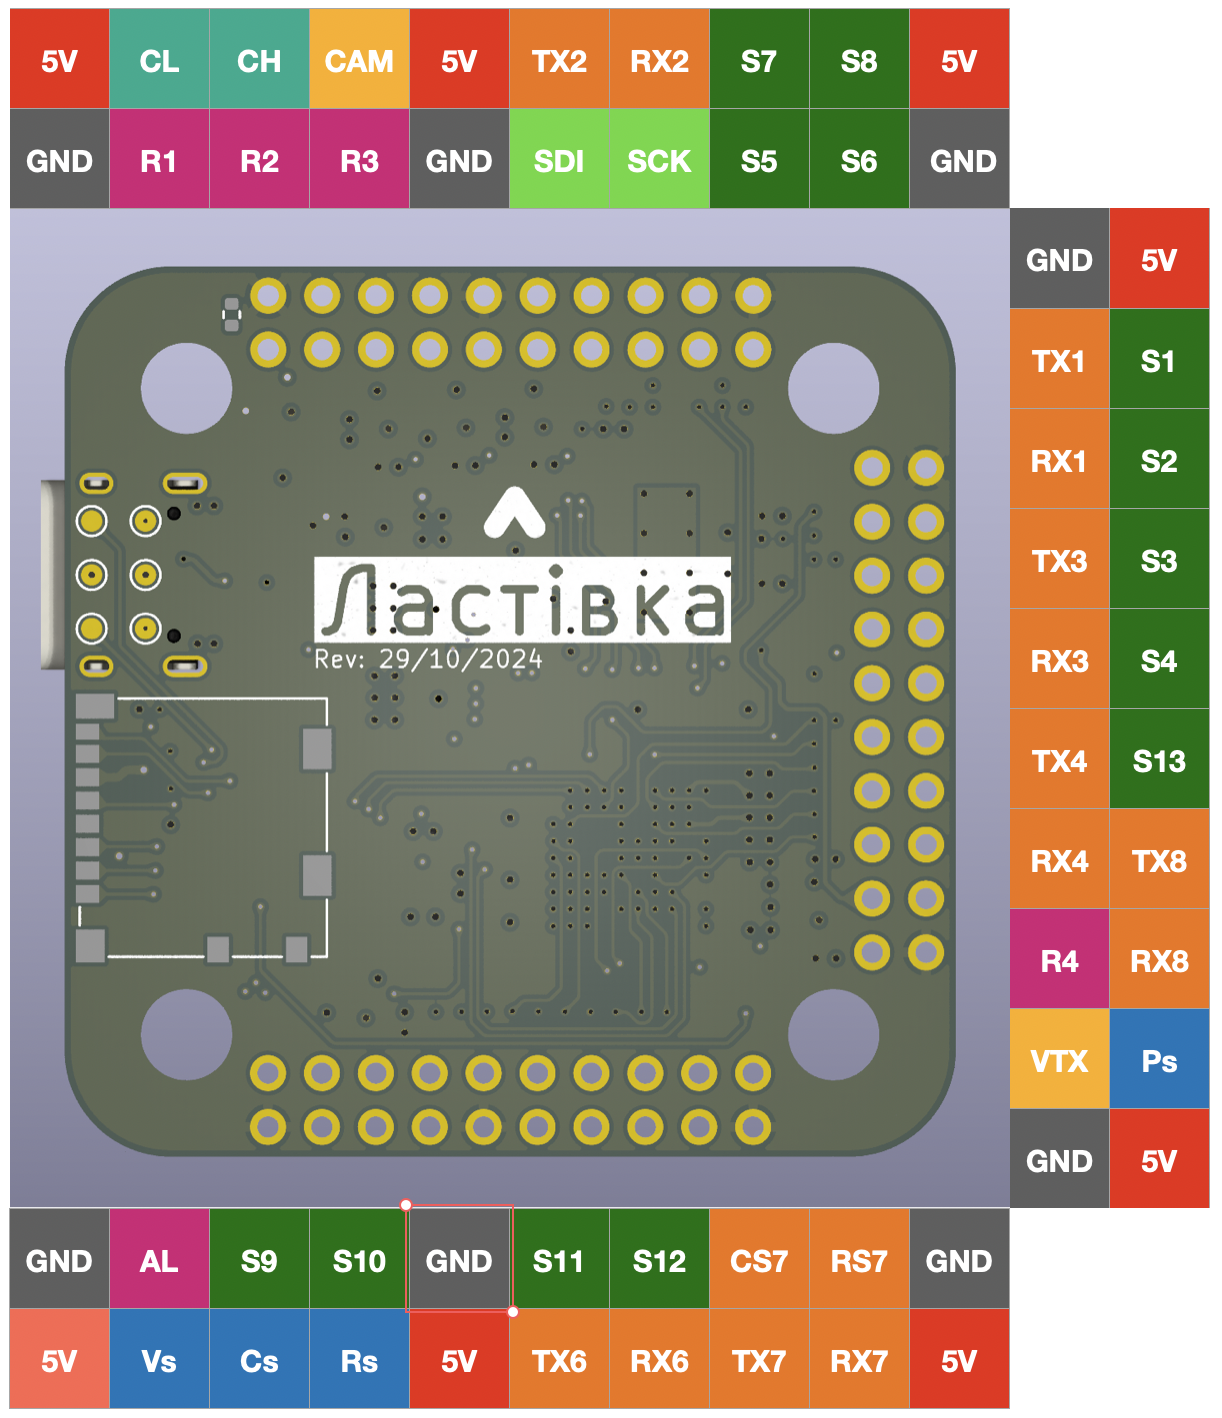 5V CL CH CAM 5V TX2 RX2 S7 S8 5V
GND R1 R2 R3 GND SDI SCK S5 S6 GND
GND 5V
TX1 S1
RX1 S2
TX3 S3
RX3 S4
TX4 S13
RX4 TX8
R4 RX8
VTX Ps
GND 5V
Ластівка
Rev: 29/10/2024
GND AL S9 S10 GND S11 S12 CS7 RS7 GND
5V Vs Cs Rs 5V TX6 RX6 TX7 RX7 5V